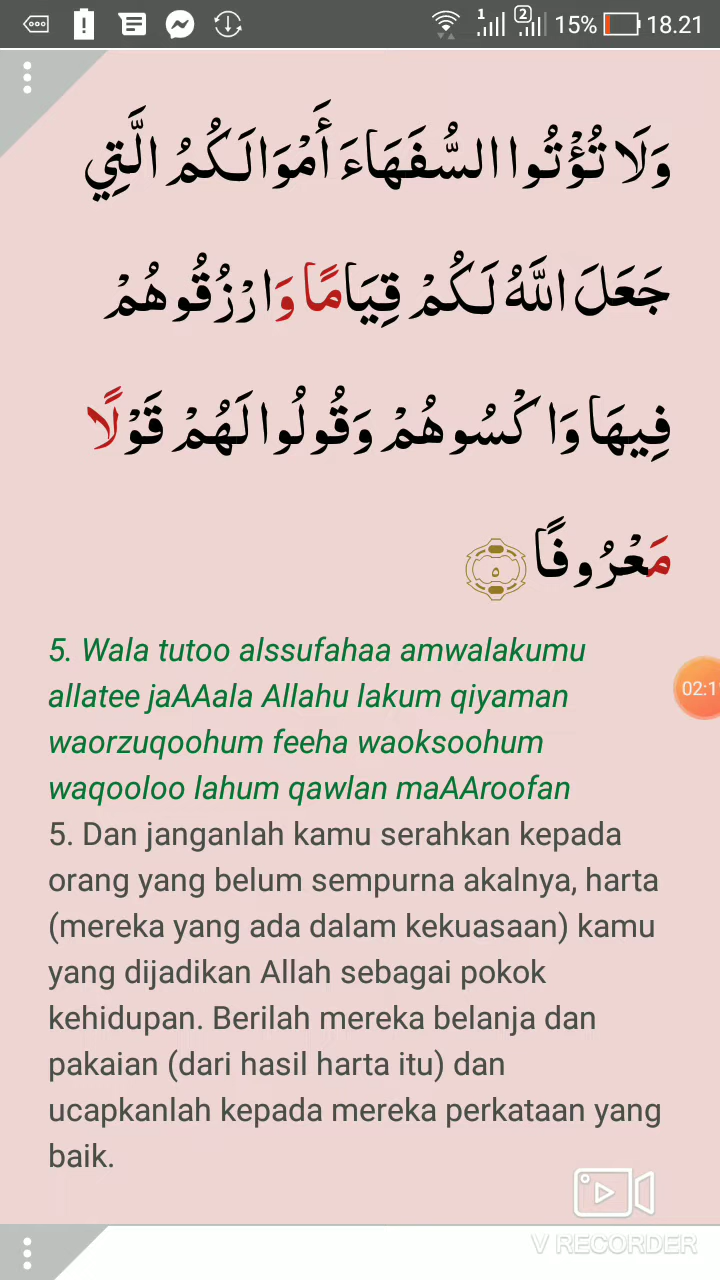 1 2 15% 18.21
وَلَا تُؤْتُوا السُّفَهَاءَ أَمْوَالَكُمُ الَّتِي
جَعَلَ اللَّهُ لَكُمْ قِيَامًا وَارْزُقُوهُمْ
فِيهَا وَاكْسُوهُمْ وَقُولُوا لَهُمْ قَوْلًا
مَعْرُوفًا ٥
5. Wala tutoo alssufahaa amwalakumu
allatee jaAAala Allahu lakum qiyaman
waorzuqoohum feeha waoksoohum
waqooloo lahum qawlan maAAroofan
02:1
5. Dan janganlah kamu serahkan kepada
orang yang belum sempurna akalnya, harta
(mereka yang ada dalam kekuasaan) kamu
yang dijadikan Allah sebagai pokok
kehidupan. Berilah mereka belanja dan
pakaian (dari hasil harta itu) dan
ucapkanlah kepada mereka perkataan yang
baik.
V RECORDER